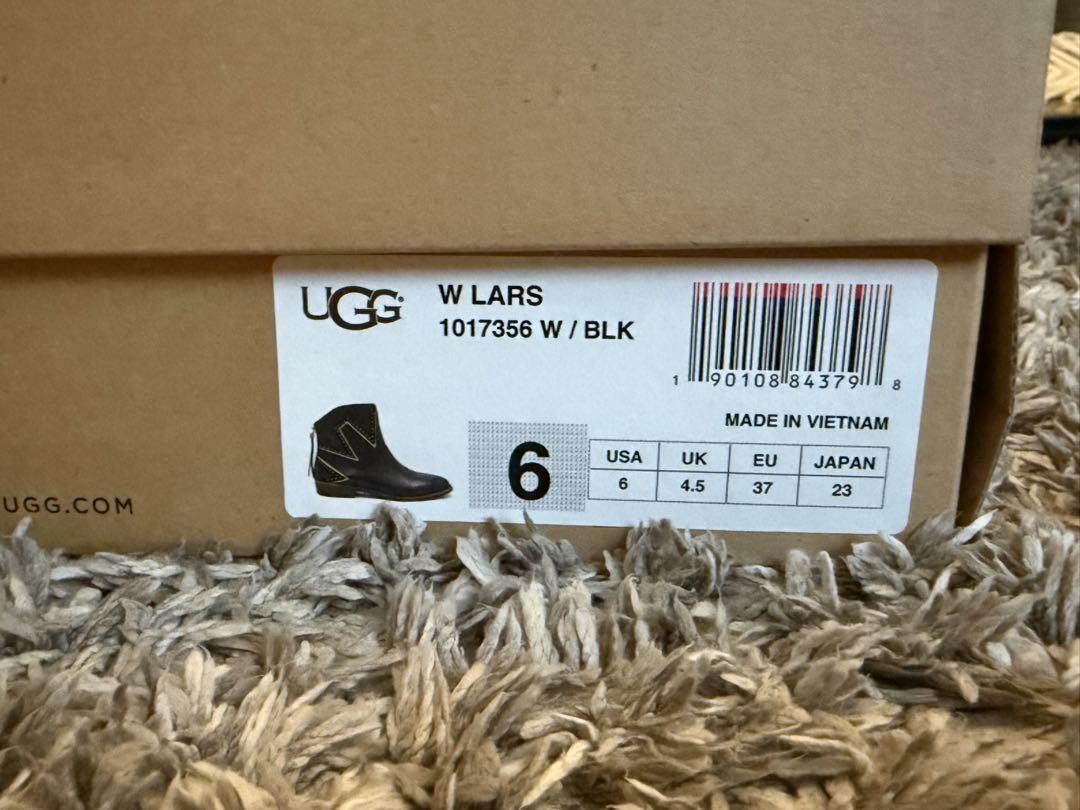 UGG®
W LARS
1017356 W / BLK
1 90108 84379 8
MADE IN VIETNAM
6
USA UK EU JAPAN
6 4.5 37 23
UGG.COM